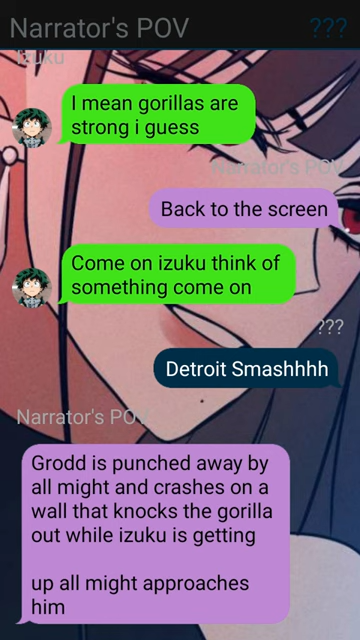 Narrator's POV
???
Izuku
I mean gorillas are
strong i guess
Narrator's POV
Back to the screen
Come on izuku think of
something come on
???
Detroit Smashhhh
Narrator's POV
Grodd is punched away by
all might and crashes on a
wall that knocks the gorilla
out while izuku is getting
up all might approaches
him